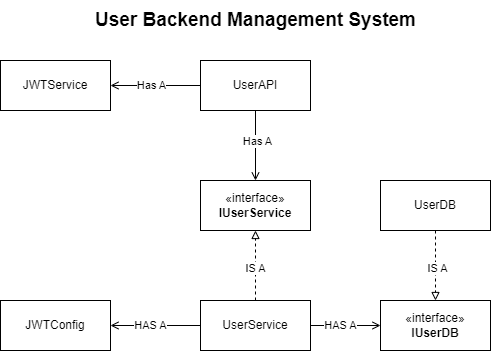 User Backend Management System
JWTService
Has A
UserAPI
Has A
«interface»
IUserService
UserDB
IS A
IS A
JWTConfig
HAS A
UserService
HAS A
«interface»
IUserDB